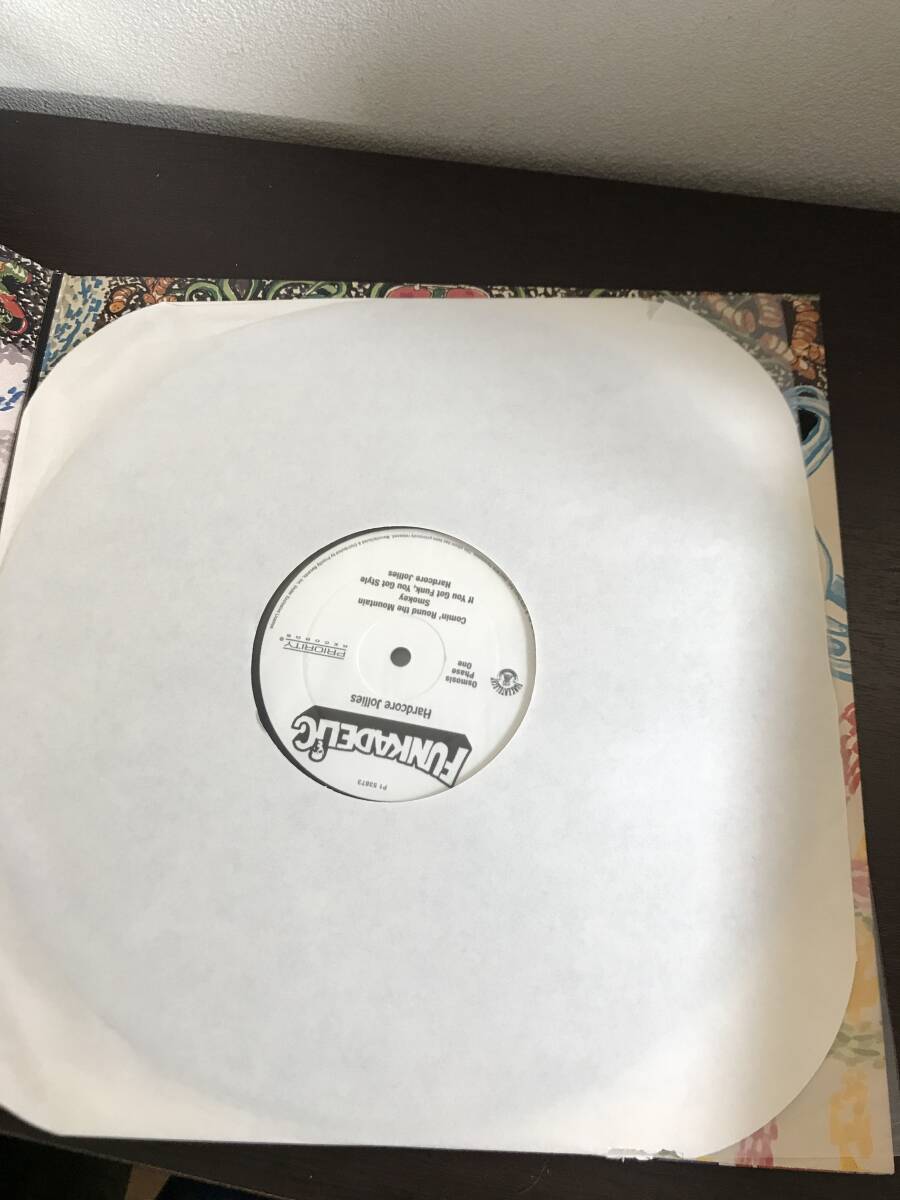 P1 53873
FUNKADELIC
Hardcore Jollies
Osmosis
Phase
One
PRIORITY
RECORDS
Comin' Round the Mountain
Smokey
If You Got Funk, You Got Style
Hardcore Jollies